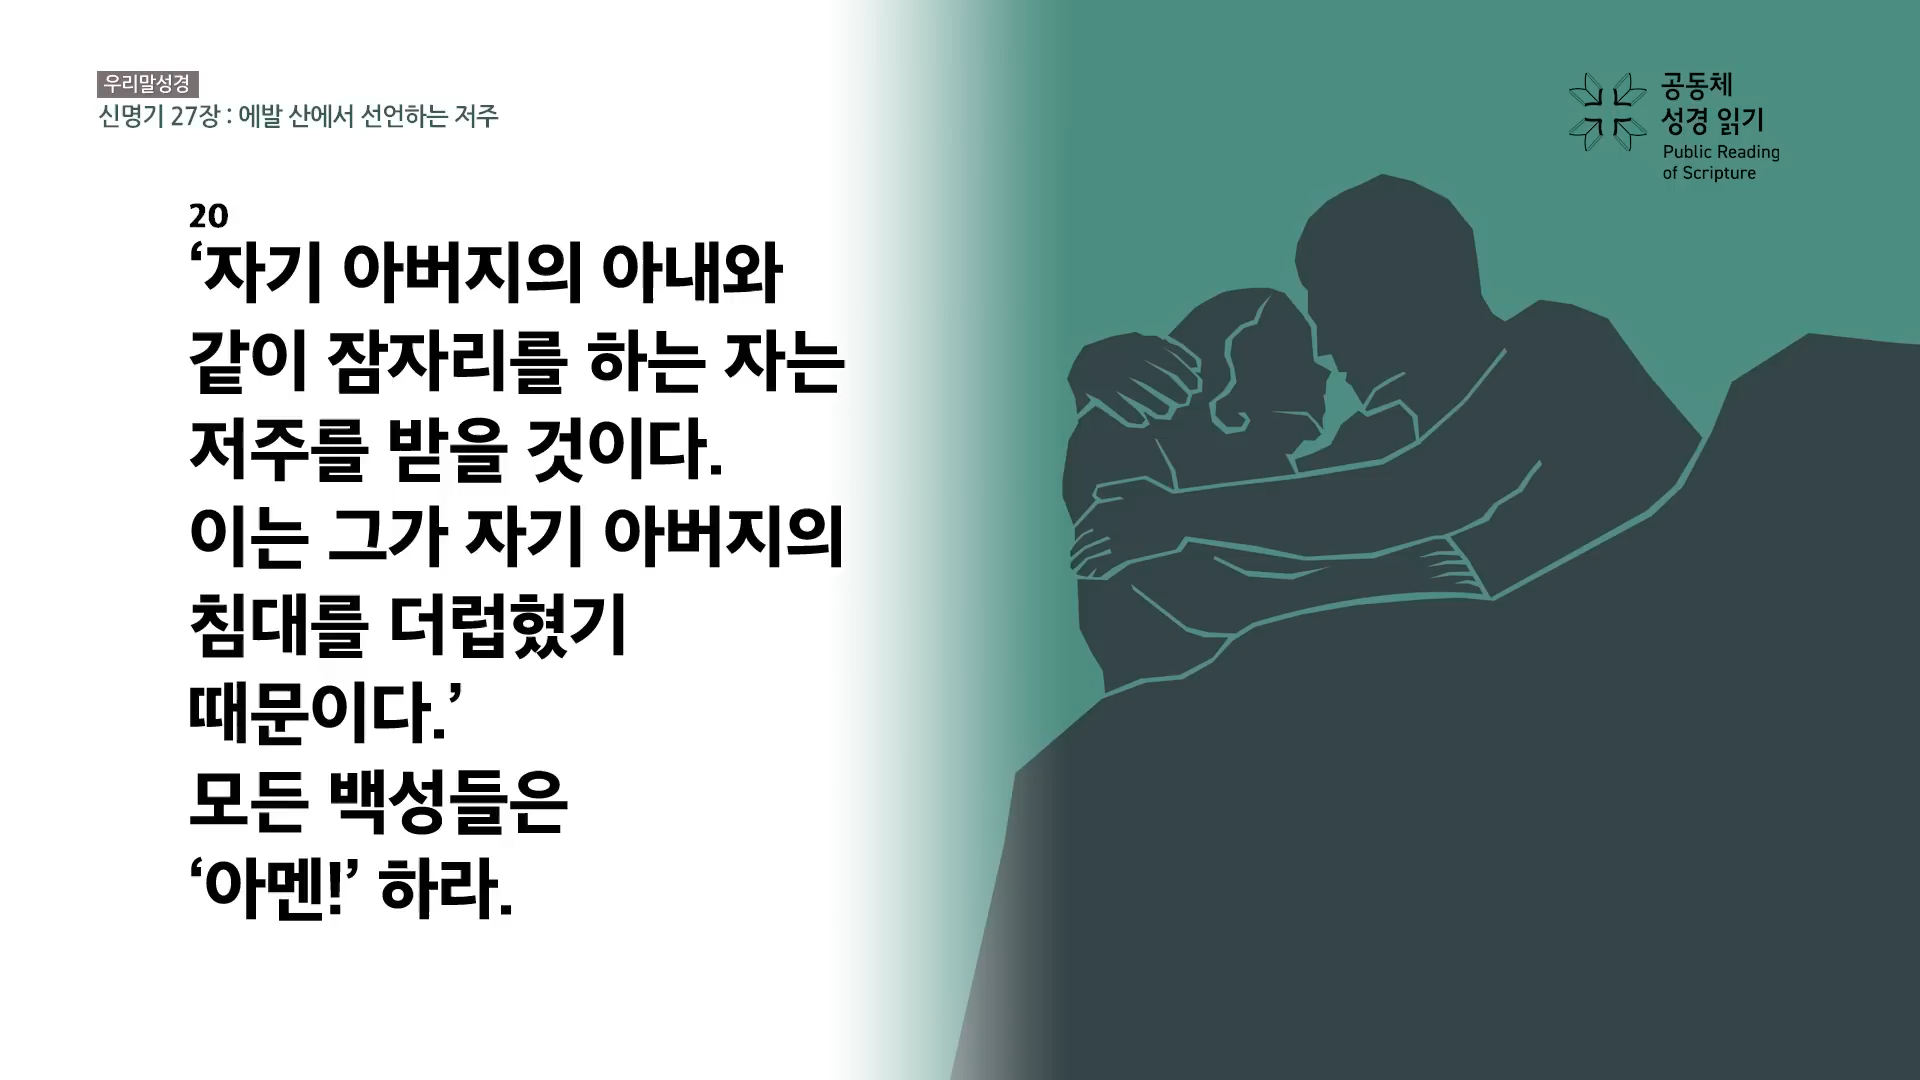 우리말성경
신명기 27장 : 에발 산에서 선언하는 저주
공동체
성경 읽기
Public Reading
of Scripture
20
‘자기 아버지의 아내와
같이 잠자리를 하는 자는
저주를 받을 것이다.
이는 그가 자기 아버지의
침대를 더럽혔기
때문이다.’
모든 백성들은
‘아멘!’ 하라.